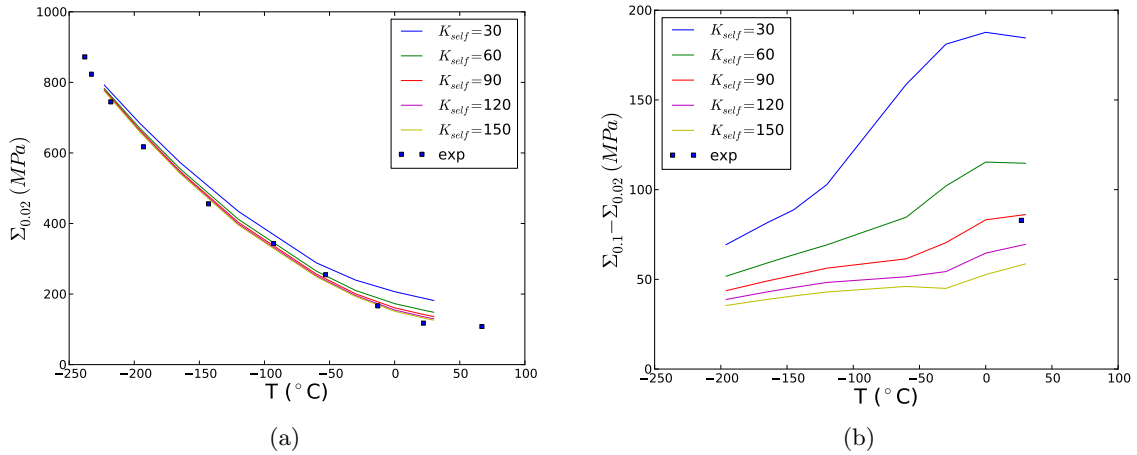 1000
800
600
400
200
0
Σ0.02 (MPa)
−250 −200 −150 −100 −50 0 50 100
T (°C)
Kself=30
Kself=60
Kself=90
Kself=120
Kself=150
exp
(a)
200
150
100
50
0
Σ0.1−Σ0.02 (MPa)
−250 −200 −150 −100 −50 0 50 100
T (°C)
Kself=30
Kself=60
Kself=90
Kself=120
Kself=150
exp
(b)